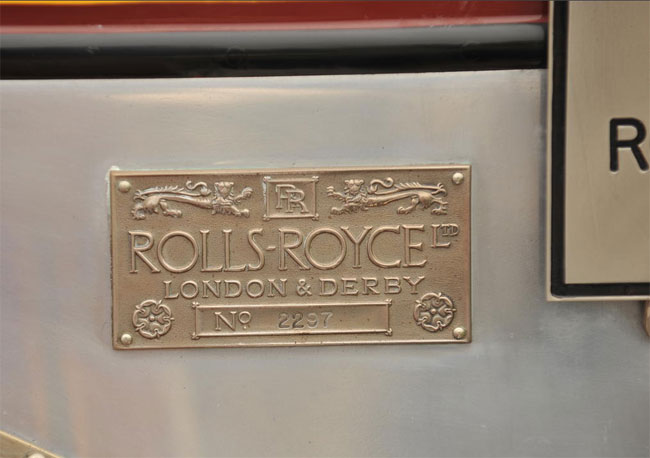 RR
ROLLS-ROYCE LTD
LONDON & DERBY
No 2297
R